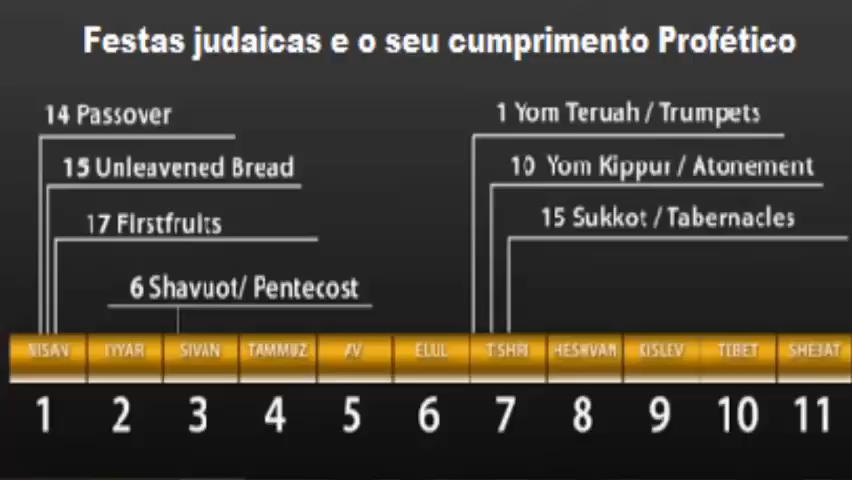 Festas judaicas e o seu cumprimento Profético
14 Passover
15 Unleavened Bread
17 Firstfruits
6 Shavuot/ Pentecost
1 Yom Teruah / Trumpets
10 Yom Kippur / Atonement
15 Sukkot / Tabernacles
NISAN IYYAR SIVAN TAMMUZ AV ELUL TISHRI HESHVAN KISLEV TEBET SHEBAT
1 2 3 4 5 6 7 8 9 10 11